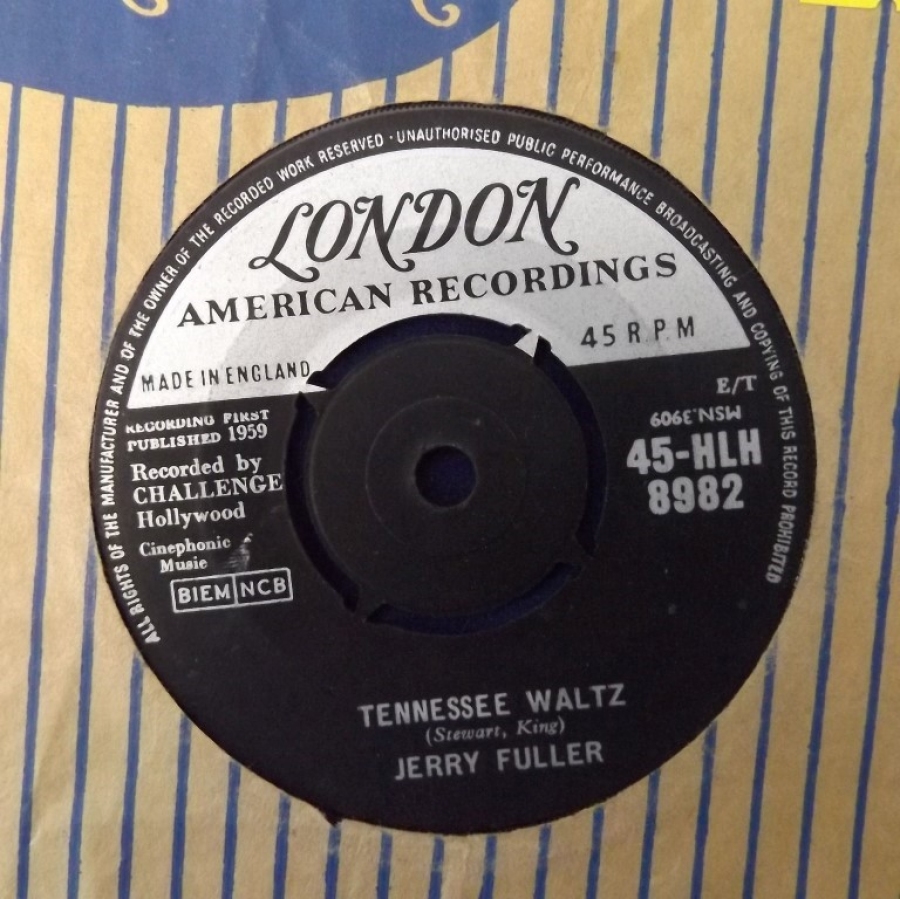 ALL RIGHTS OF THE MANUFACTURER AND OF THE OWNER OF THE RECORDED WORK RESERVED · UNAUTHORISED PUBLIC PERFORMANCE BROADCASTING AND COPYING OF THIS RECORD PROHIBITED
LONDON
AMERICAN RECORDINGS
45 R.P.M
MADE IN ENGLAND
E/T
RECORDING FIRST
PUBLISHED 1959
MSN.3909
45-HLH
8982
Recorded by
CHALLENGE
Hollywood
Cinephonic
Music
BIEM NCB
TENNESSEE WALTZ
(Stewart, King)
JERRY FULLER